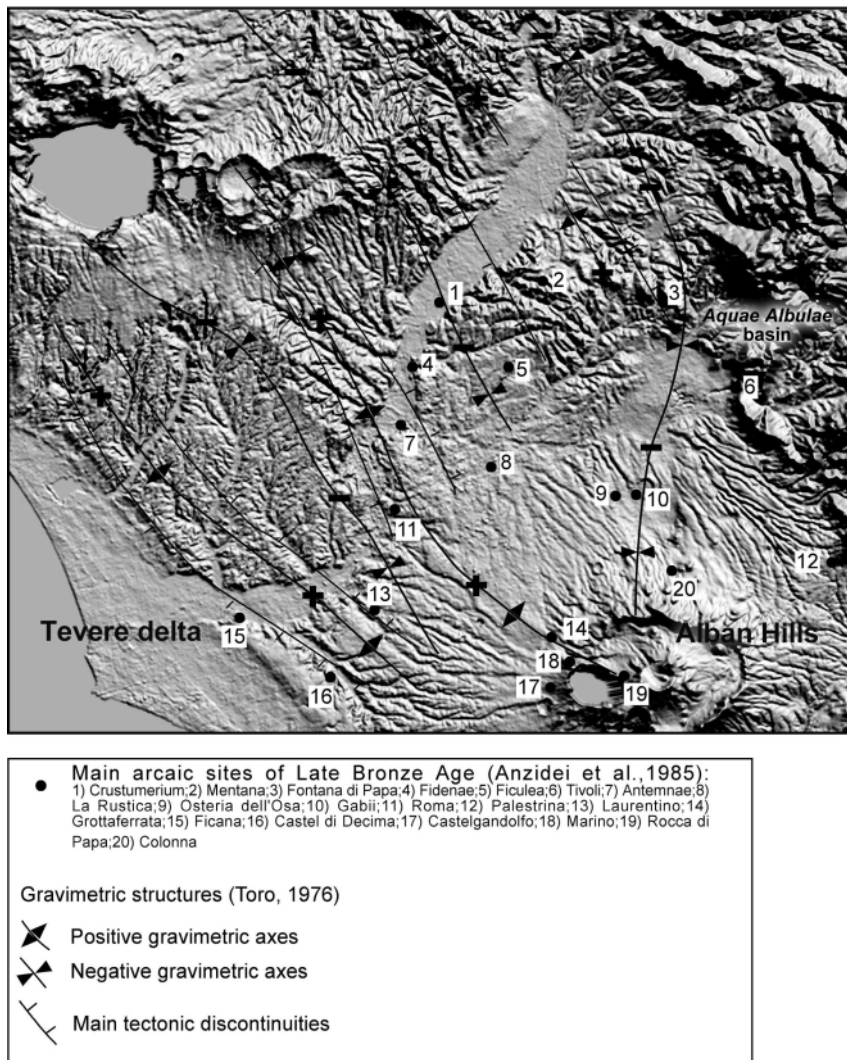 1
2
3
Aquae Albulae
basin
4
5
6
7
8
9
10
11
12
13
20
Tevere delta
15
14
Alban Hills
18
16
17
19
Main arcaic sites of Late Bronze Age (Anzidei et al.,1985):
1) Crustumerium;2) Mentana;3) Fontana di Papa;4) Fidenae;5) Ficulea;6) Tivoli;7) Antemnae;8)
La Rustica;9) Osteria dell'Osa;10) Gabii;11) Roma;12) Palestrina;13) Laurentino;14)
Grottaferrata;15) Ficana;16) Castel di Decima;17) Castelgandolfo;18) Marino;19) Rocca di
Papa;20) Colonna
Gravimetric structures (Toro, 1976)
Positive gravimetric axes
Negative gravimetric axes
Main tectonic discontinuities